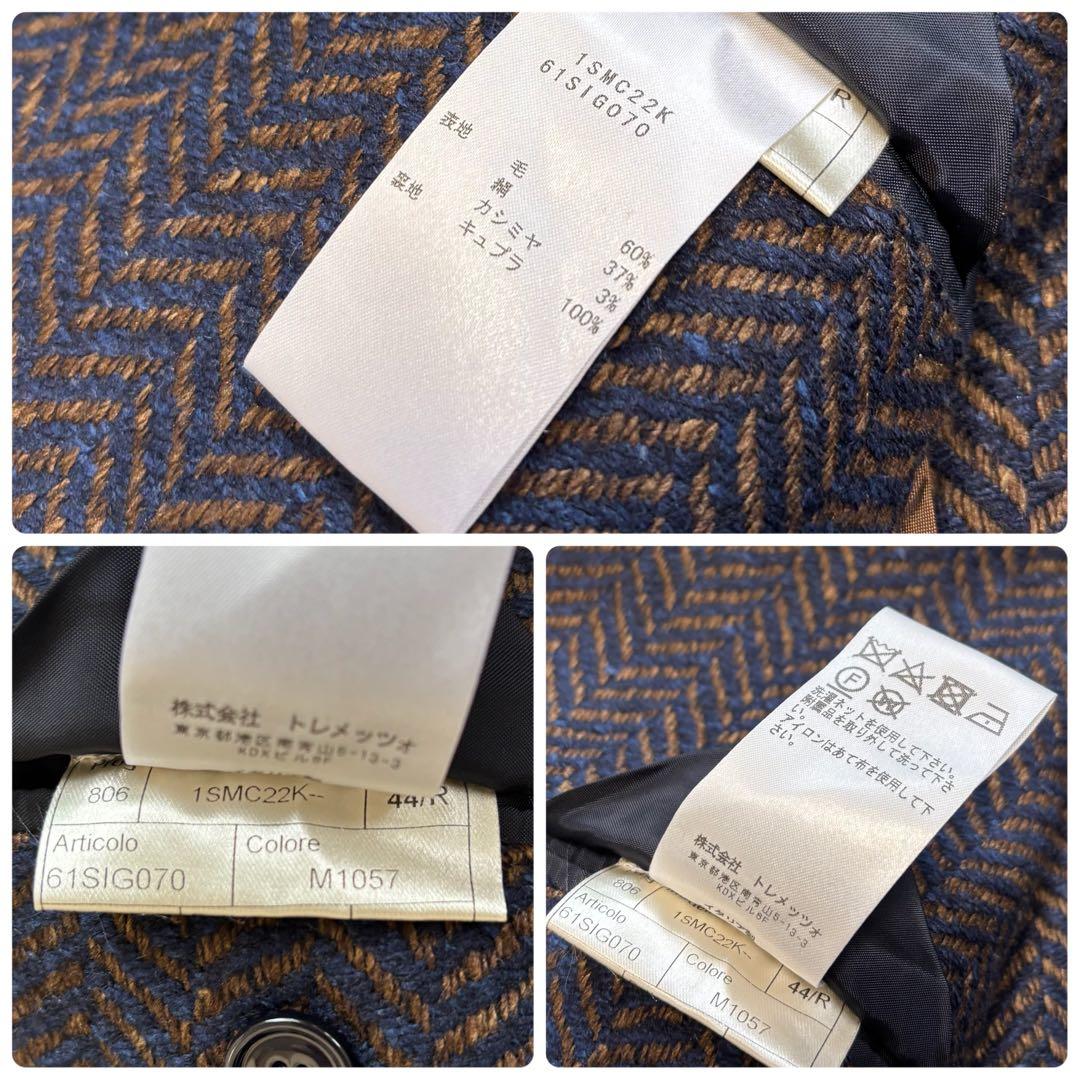 1SMC22K
61SIG070
表地
毛 60%
絹 37%
カシミヤ 3%
裏地
キュプラ 100%
R
株式会社 トレメッツォ
東京都港区南青山5-13-3
KDXビル6F
806 1SMC22K-- 44/R
Articolo Colore
61SIG070 M1057
F
洗濯ネットを使用して下さい。
附属品を取り外して洗って下さい。
アイロンはあて布を使用して下さい。
株式会社 トレメッツォ
東京都港区南青山5-13-3
KDXビル6F
806 1SMC22K-- 44/R
Articolo Colore
61SIG070 M1057